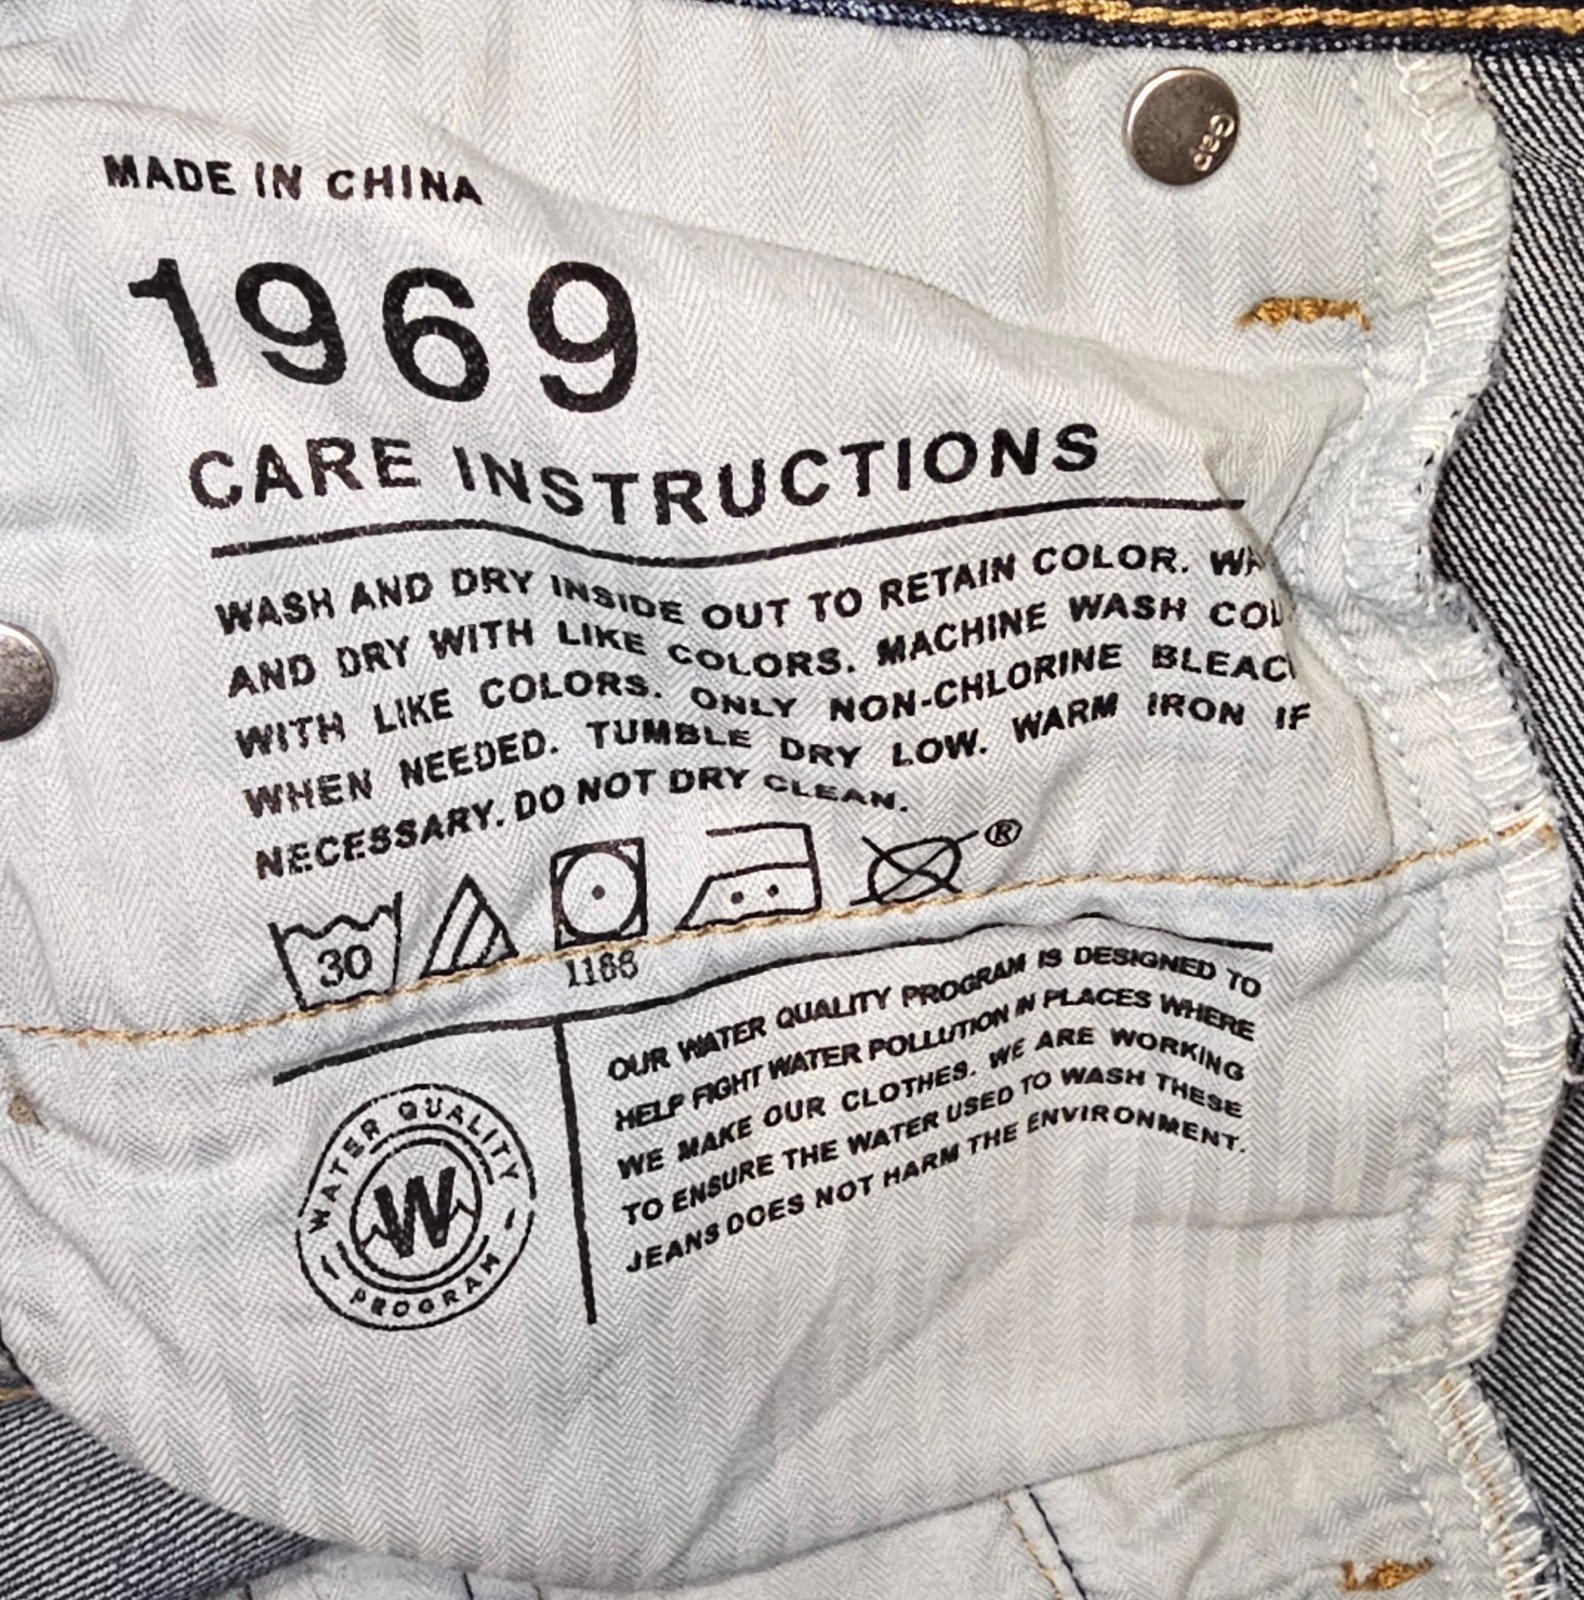 MADE IN CHINA
1969
CARE INSTRUCTIONS
WASH AND DRY INSIDE OUT TO RETAIN COLOR.
AND DRY WITH LIKE COLORS. MACHINE WASH
WITH LIKE COLORS. ONLY NON-CHLORINE
WHEN NEEDED. TUMBLE DRY LOW. WARM IRON IF
NECESSARY. DO NOT DRY CLEAN.
30
®
1188
WATER QUALITY
W
PROGRAM
OUR WATER QUALITY PROGRAM IS DESIGNED TO
HELP FIGHT WATER POLLUTION IN PLACES WHERE
WE MAKE OUR CLOTHES. WE ARE WORKING
TO ENSURE THE WATER USED TO WASH THESE
JEANS DOES NOT HARM THE ENVIRONMENT.